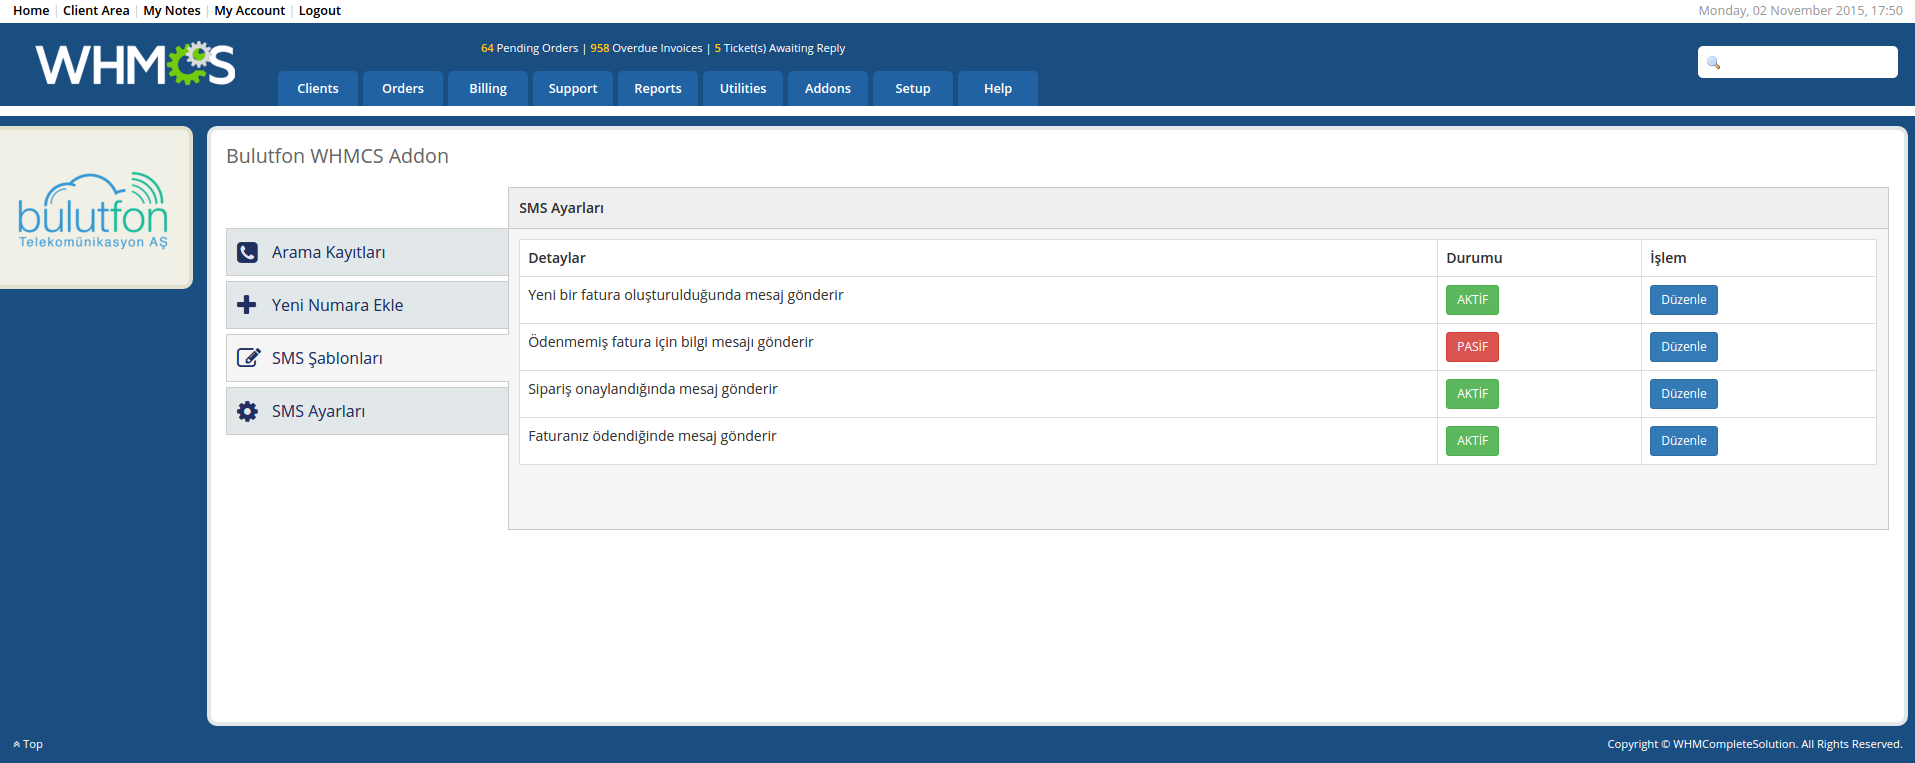 Home | Client Area | My Notes | My Account | Logout
Monday, 02 November 2015, 17:50
WHMCS
64 Pending Orders | 958 Overdue Invoices | 5 Ticket(s) Awaiting Reply
Clients Orders Billing Support Reports Utilities Addons Setup Help
bulutfon
Telekomünikasyon AŞ
Bulutfon WHMCS Addon
Arama Kayıtları
Yeni Numara Ekle
SMS Şablonları
SMS Ayarları
SMS Ayarları
Detaylar Durumu İşlem
Yeni bir fatura oluşturulduğunda mesaj gönderir AKTİF Düzenle
Ödenmemiş fatura için bilgi mesajı gönderir PASİF Düzenle
Sipariş onaylandığında mesaj gönderir AKTİF Düzenle
Faturanız ödendiğinde mesaj gönderir AKTİF Düzenle
Top
Copyright © WHMCompleteSolution. All Rights Reserved.